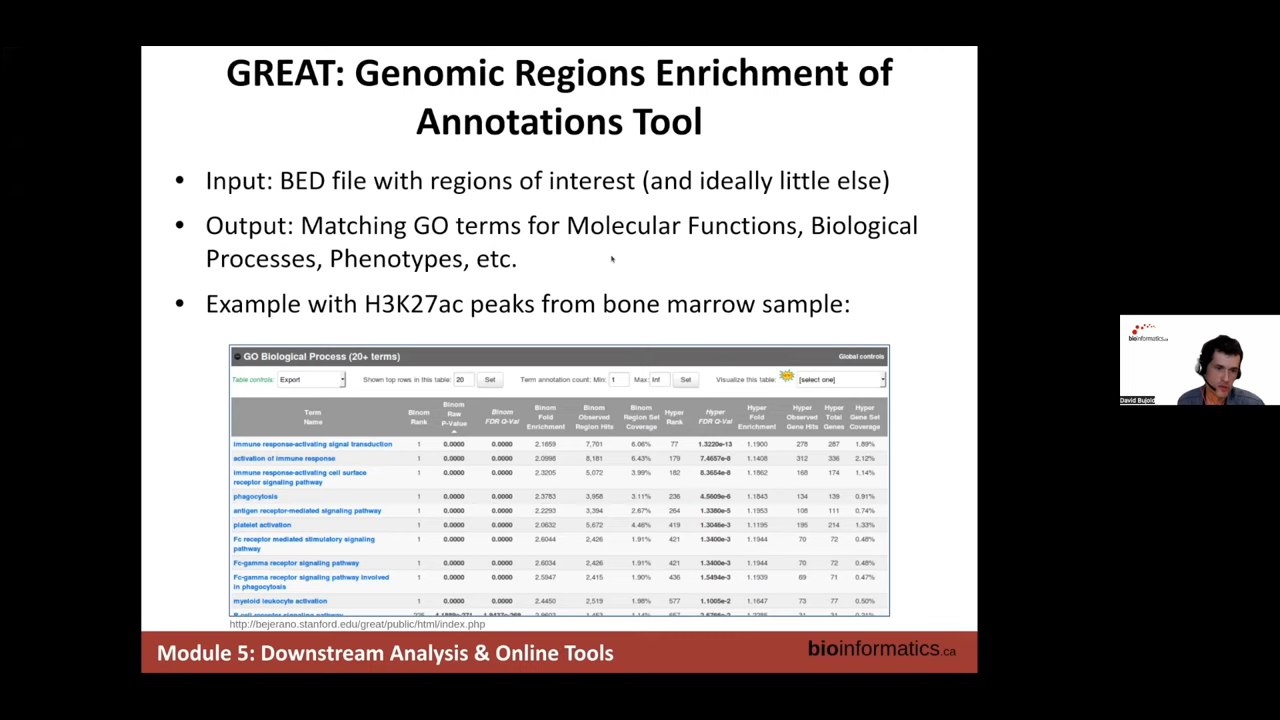 GREAT: Genomic Regions Enrichment of
Annotations Tool
• Input: BED file with regions of interest (and ideally little else)
• Output: Matching GO terms for Molecular Functions, Biological
Processes, Phenotypes, etc.
• Example with H3K27ac peaks from bone marrow sample:
GO Biological Process (20+ terms) Global controls
Table controls: Export Shown top rows in this table: 20 Set Term annotation count: Min: 1 Max: Inf Set Visualize this table: [select one]
Term Name Binom Rank Binom Raw P-Value Binom FDR Q-Val Binom Fold Enrichment Binom Observed Region Hits Binom Region Set Coverage Hyper Rank Hyper FDR Q-Val Hyper Fold Enrichment Hyper Observed Gene Hits Hyper Total Genes Hyper Gene Set Coverage
immune response-activating signal transduction 1 0.0000 0.0000 2.1659 7,701 6.06% 77 1.3220e-13 1.1900 278 287 1.89%
activation of immune response 1 0.0000 0.0000 2.0998 8,181 6.43% 179 7.4657e-8 1.1408 312 336 2.12%
immune response-activating cell surface
receptor signaling pathway 1 0.0000 0.0000 2.3205 5,072 3.99% 182 8.3654e-8 1.1862 168 174 1.14%
phagocytosis 1 0.0000 0.0000 2.3783 3,958 3.11% 236 4.5609e-6 1.1843 134 139 0.91%
antigen receptor-mediated signaling pathway 1 0.0000 0.0000 2.2293 3,394 2.67% 264 1.3380e-5 1.1953 108 111 0.74%
platelet activation 1 0.0000 0.0000 2.0632 5,672 4.46% 419 1.3046e-3 1.1195 195 214 1.33%
Fc receptor mediated stimulatory signaling
pathway 1 0.0000 0.0000 2.6044 2,426 1.91% 421 1.3400e-3 1.1944 70 72 0.48%
Fc-gamma receptor signaling pathway 1 0.0000 0.0000 2.6034 2,426 1.91% 421 1.3400e-3 1.1944 70 72 0.48%
Fc-gamma receptor signaling pathway involved
in phagocytosis 1 0.0000 0.0000 2.5947 2,415 1.90% 436 1.5494e-3 1.1939 69 71 0.47%
myeloid leukocyte activation 1 0.0000 0.0000 2.4450 2,519 1.98% 577 1.1005e-2 1.1647 73 77 0.50%
http://bejerano.stanford.edu/great/public/html/index.php
Module 5: Downstream Analysis & Online Tools
bioinformatics.ca
bioinformatics.ca
David Bujold